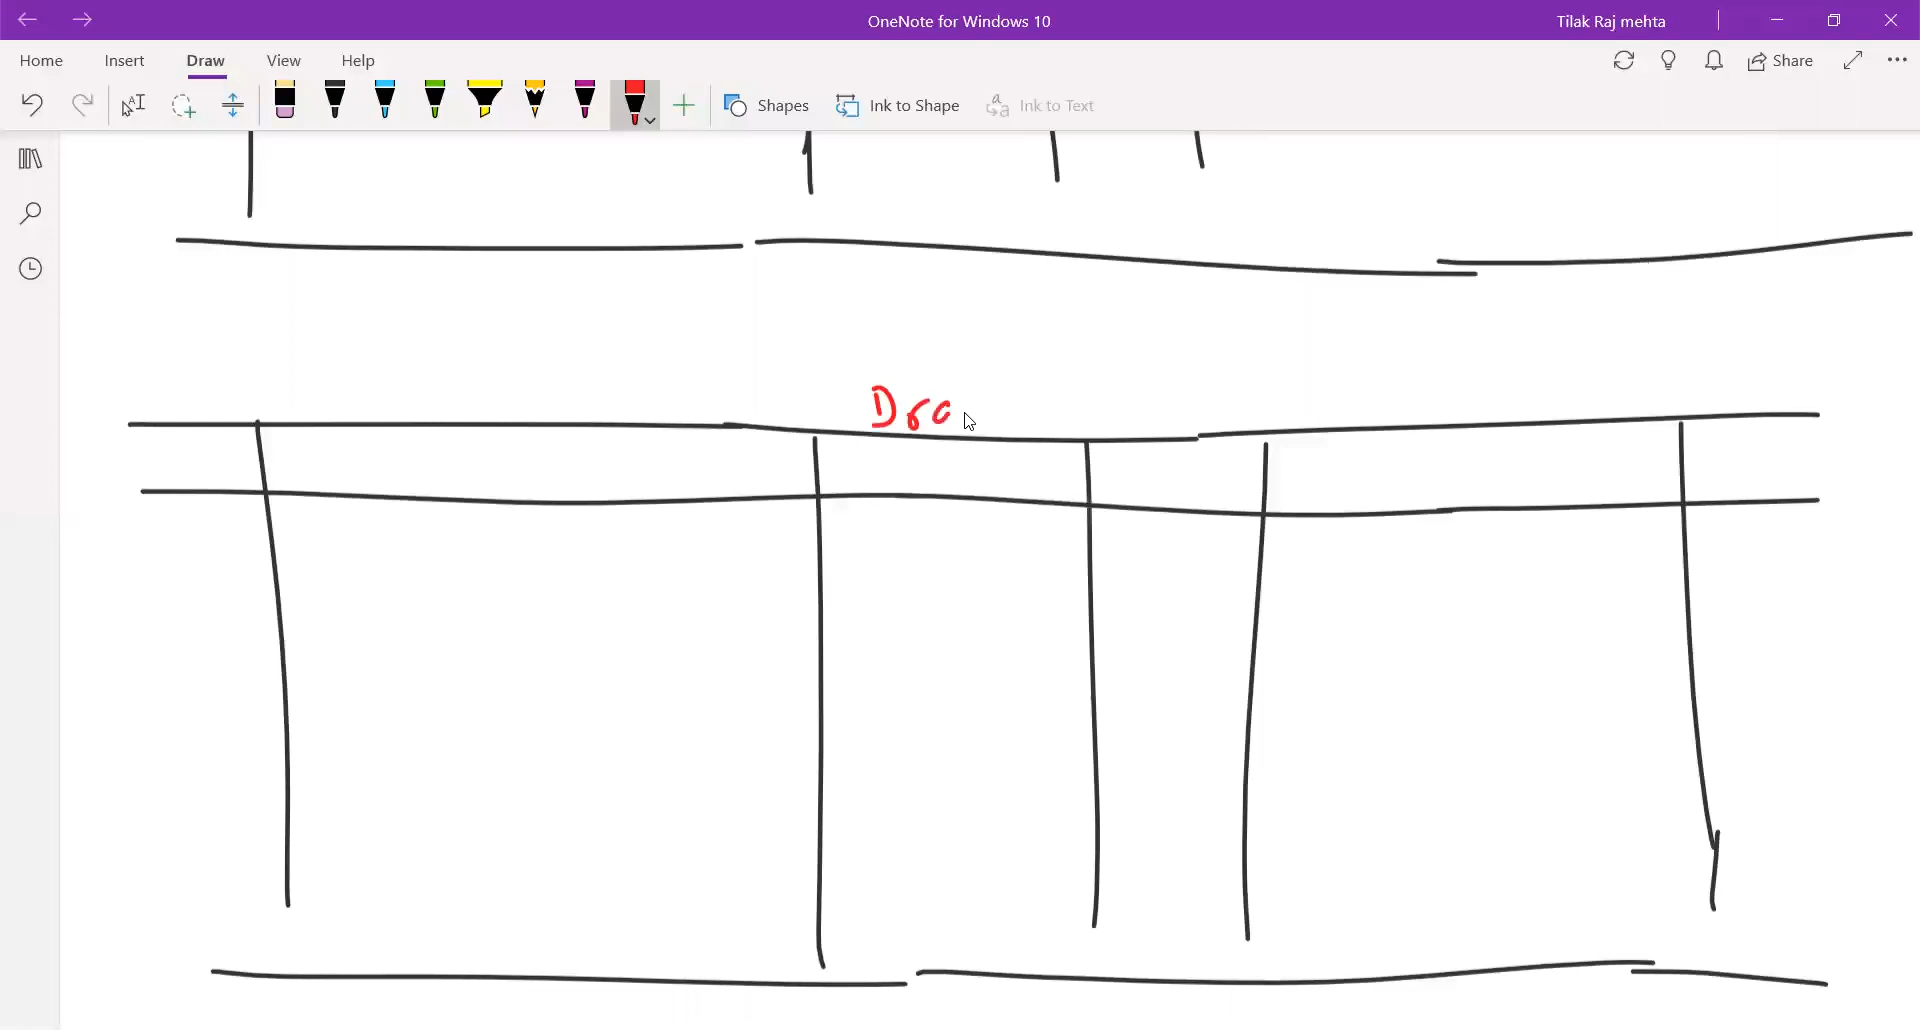 OneNote for Windows 10
Tilak Raj mehta
Home Insert Draw View Help
Share
Shapes Ink to Shape Ink to Text
Dra